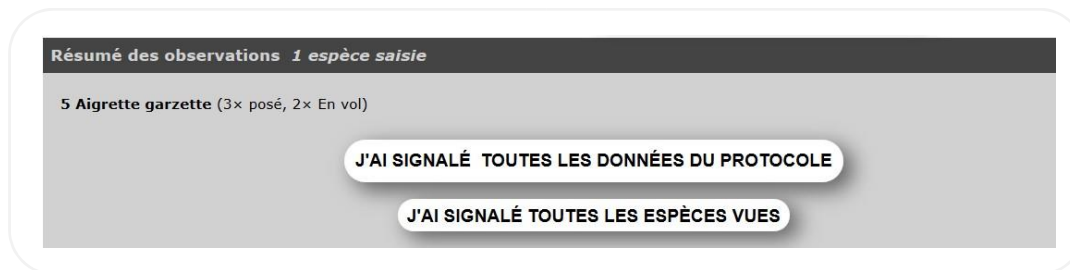 Résumé des observations 1 espèce saisie
5 Aigrette garzette (3× posé, 2× En vol)
J'AI SIGNALÉ TOUTES LES DONNÉES DU PROTOCOLE
J'AI SIGNALÉ TOUTES LES ESPÈCES VUES